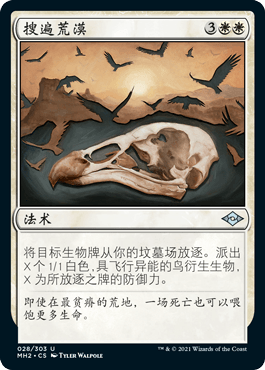 搜遍荒漠 3
法术
将目标生物牌从你的坟墓场放逐。派出
X个1/1白色,具飞行异能的鸟衍生生物,
X为所放逐之牌的防御力。
即使在最贫瘠的荒地,一场死亡也可以喂
饱更多生命。
028/303 U
MH2 • CS TYLER WALPOLE
™ & © 2021 Wizards of the Coast